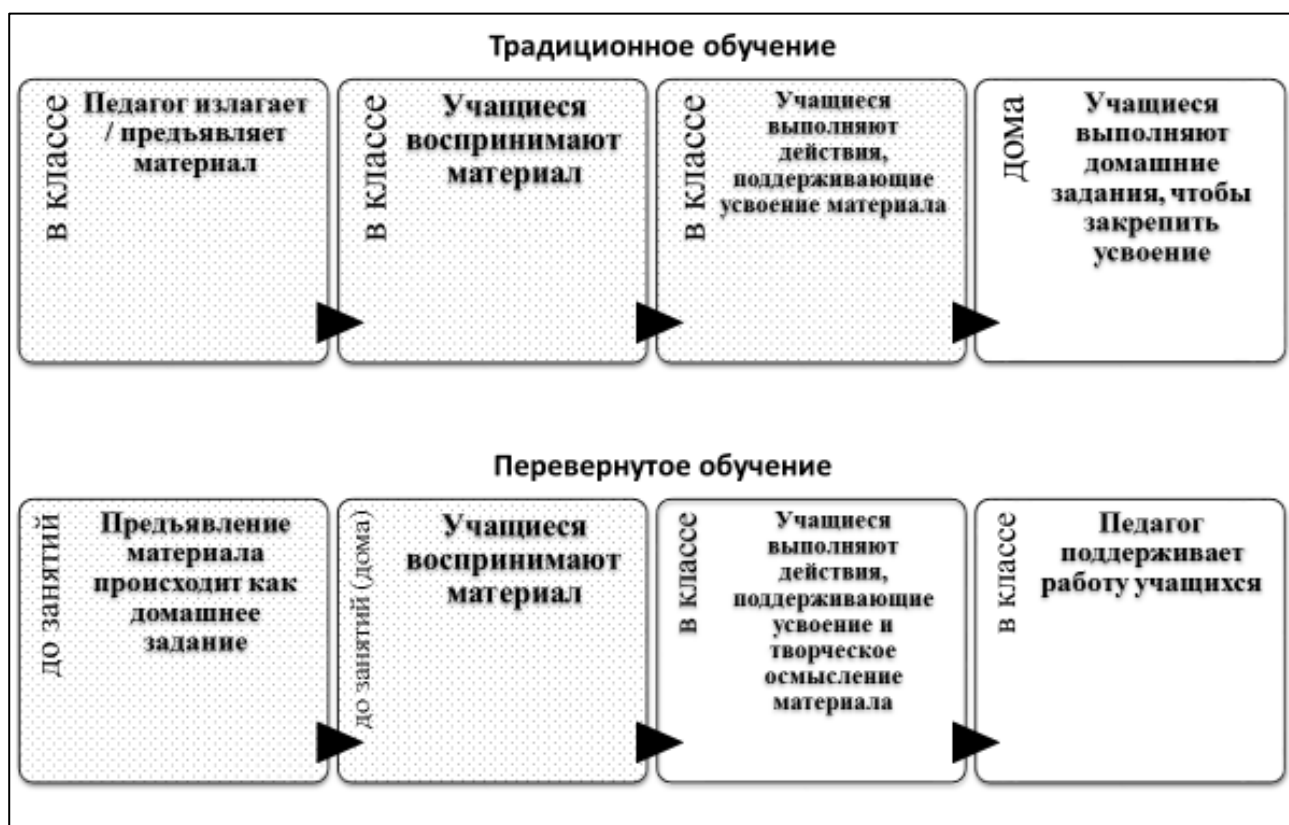 Традиционное обучение
в классе
Педагог излагает
/ предъявляет
материал
в классе
Учащиеся
воспринимают
материал
в классе
Учащиеся
выполняют
действия,
поддерживающие
усвоение материала
дома
Учащиеся
выполняют
домашние
задания, чтобы
закрепить
усвоение
Перевернутое обучение
до занятий
Предъявление
материала
происходит как
домашнее
задание
до занятий (дома)
Учащиеся
воспринимают
материал
в классе
Учащиеся
выполняют
действия,
поддерживающие
усвоение и
творческое
осмысление
материала
в классе
Педагог
поддерживает
работу учащихся